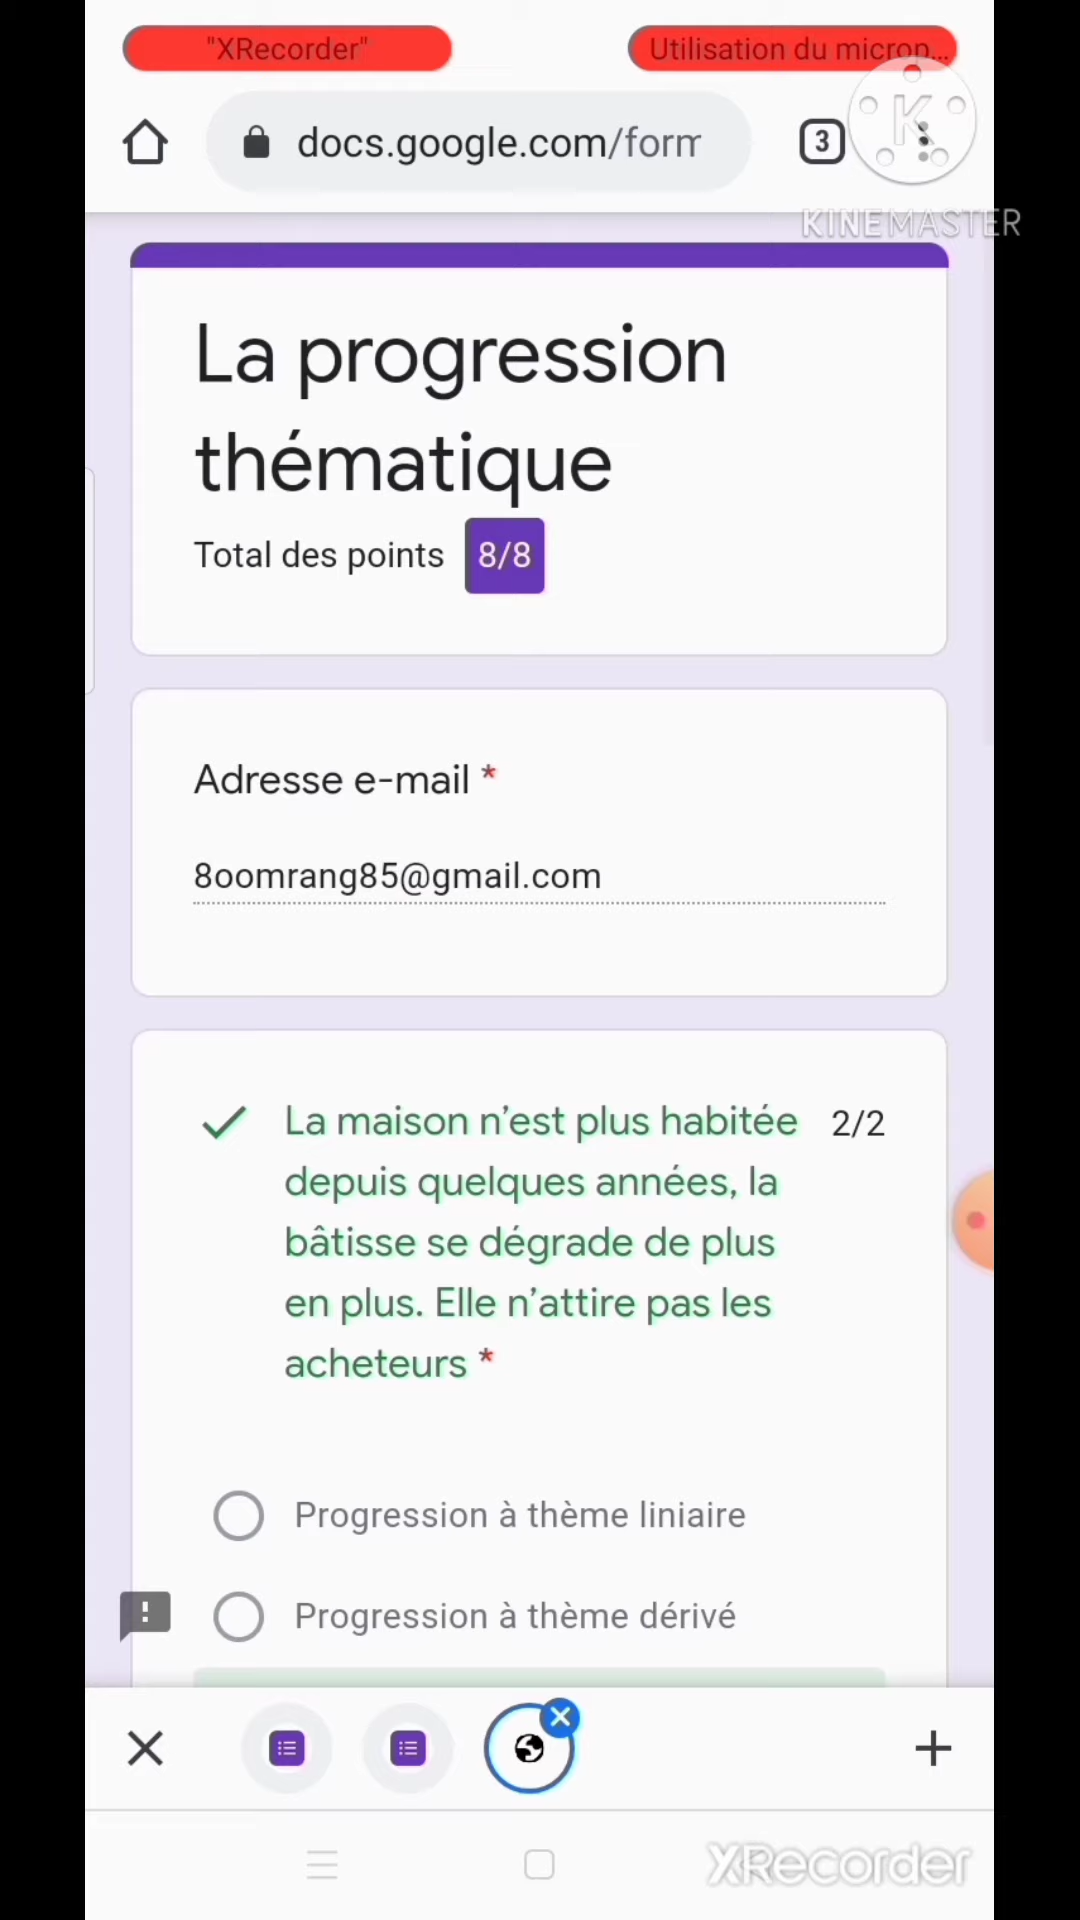 "XRecorder"
Utilisation du microp...
docs.google.com/form
3
K
KINEMASTER
La progression
thématique
Total des points 8/8
Adresse e-mail *
8oomrang85@gmail.com
La maison n’est plus habitée 2/2
depuis quelques années, la
bâtisse se dégrade de plus
en plus. Elle n’attire pas les
acheteurs *
Progression à thème liniaire
Progression à thème dérivé
XRecorder